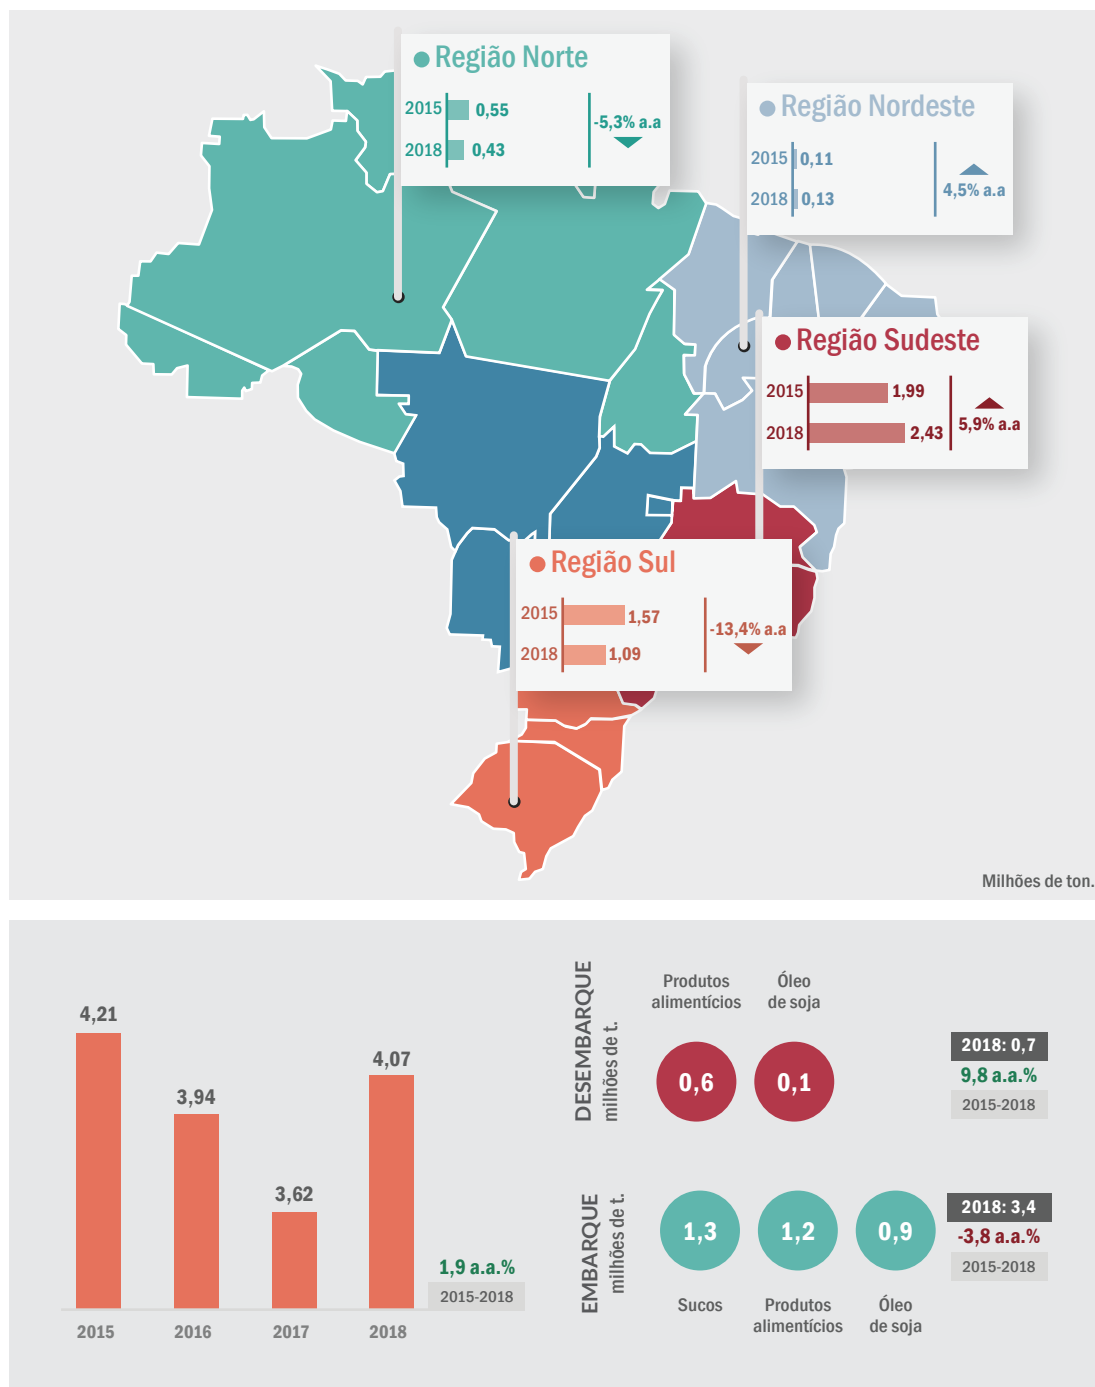 Região Norte
2015 0,55
2018 0,43
-5,3% a.a
Região Nordeste
2015 0,11
2018 0,13
4,5% a.a
Região Sudeste
2015 1,99
2018 2,43
5,9% a.a
Região Sul
2015 1,57
2018 1,09
-13,4% a.a
Milhões de ton.
4,21
3,94
3,62
4,07
1,9 a.a.%
2015-2018
2015 2016 2017 2018
DESEMBARQUE
milhões de t.
Produtos
alimentícios
Óleo
de soja
0,6
0,1
2018: 0,7
9,8 a.a.%
2015-2018
EMBARQUE
milhões de t.
1,3
1,2
0,9
Sucos
Produtos
alimentícios
Óleo
de soja
2018: 3,4
-3,8 a.a.%
2015-2018